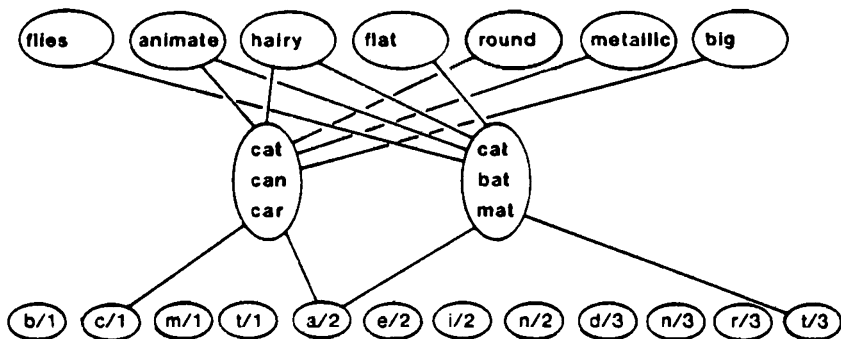 flies animate hairy flat round metallic big
cat cat
can bat
car mat
b/1 c/1 m/1 t/1 a/2 e/2 i/2 n/2 d/3 n/3 r/3 t/3